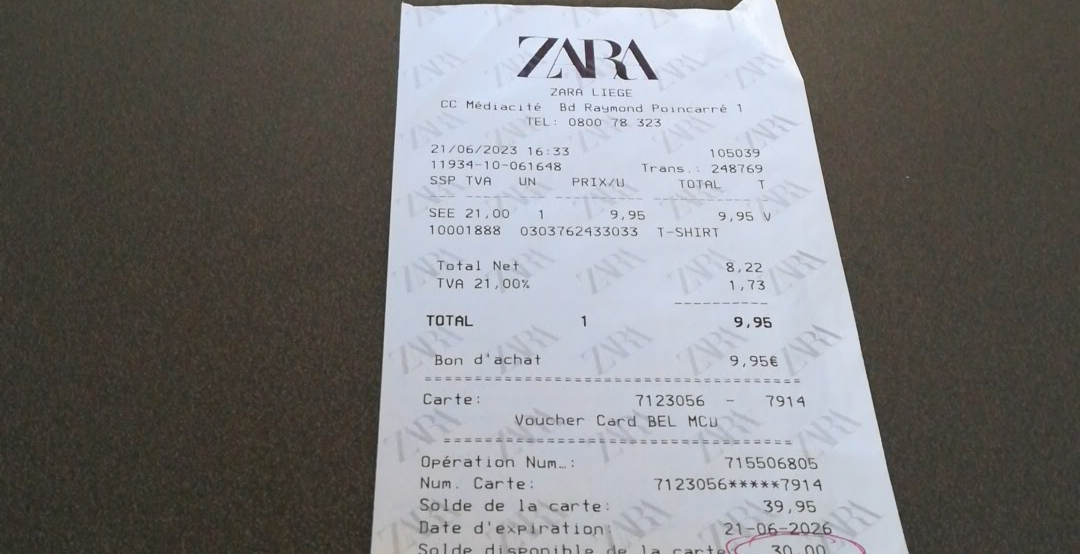 ZARA
ZARA LIEGE
CC Médiacité Bd Raymond Poincarré 1
TEL: 0800 78 323
21/06/2023 16:33 105039
11934-10-061648 Trans.: 248769
SSP TVA UN PRIX/U TOTAL T
SEE 21,00 1 9,95 9,95 V
10001888 0303762433033 T-SHIRT
Total Net 8,22
TVA 21,00% 1,73
TOTAL 1 9,95
Bon d'achat 9,95€
Carte: 7123056 - 7914
Voucher Card BEL MCD
Opération Num…: 715506805
Num. Carte: 7123056*****7914
Solde de la carte: 39,95
Date d'expiration: 21-06-2026
Solde disponible de la carte 30,00